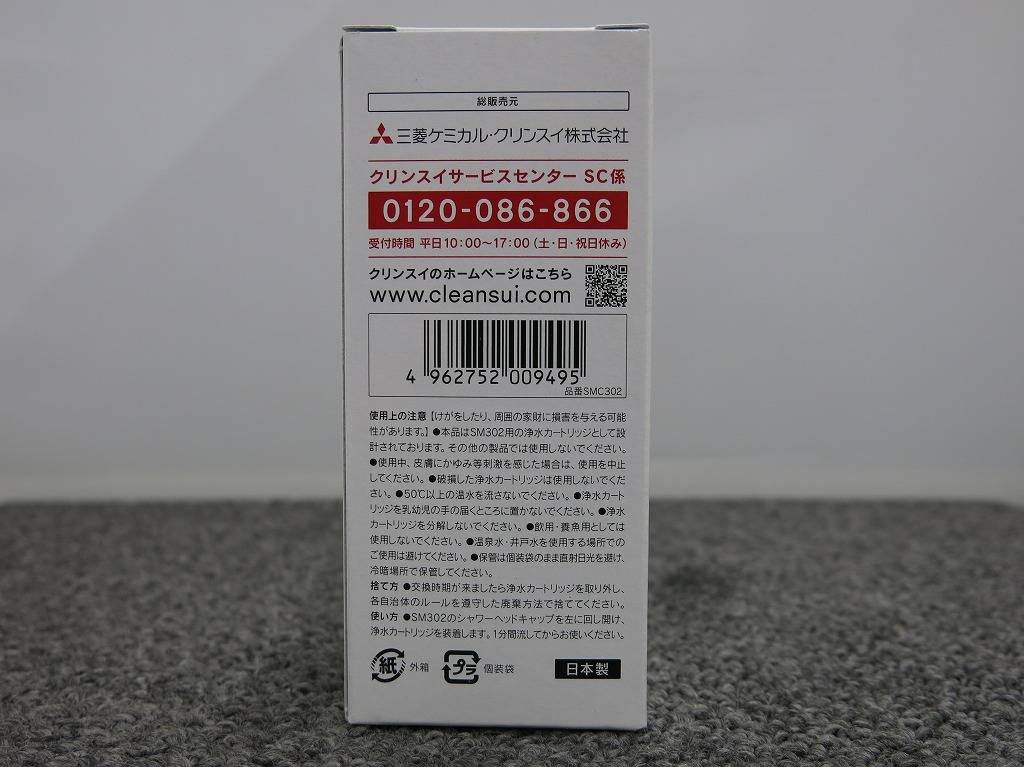 総販売元
三菱ケミカル・クリンスイ株式会社
クリンスイサービスセンター SC係
0120-086-866
受付時間 平日10:00～17:00(土・日・祝日休み)
クリンスイのホームページはこちら
www.cleansui.com
4 962752 009495
品番SMC302
使用上の注意【けがをしたり、周囲の家財に損害を与える可能
性があります。】●本品はSM302用の浄水カートリッジとして設
計されております。その他の製品では使用しないでください。
●使用中、皮膚にかゆみ等刺激を感じた場合は、使用を中止
してください。●破損した浄水カートリッジは使用しないでくだ
さい。●50℃以上の温水を流さないでください。●浄水カート
リッジを乳幼児の手の届くところに置かないでください。●浄水
カートリッジを分解しないでください。●飲用・養魚用としては
使用しないでください。●温泉水・井戸水を使用する場所での
ご使用は避けてください。●保管は個装袋のまま直射日光を避け、
冷暗場所で保管してください。
捨て方 ●交換時期が来ましたら浄水カートリッジを取り外し、
各自治体のルールを遵守した廃棄方法で捨ててください。
使い方 ●SM302のシャワーヘッドキャップを左に回し開け、
浄水カートリッジを装着します。1分間流してからお使いください。
紙 外箱 プラ 個装袋 日本製